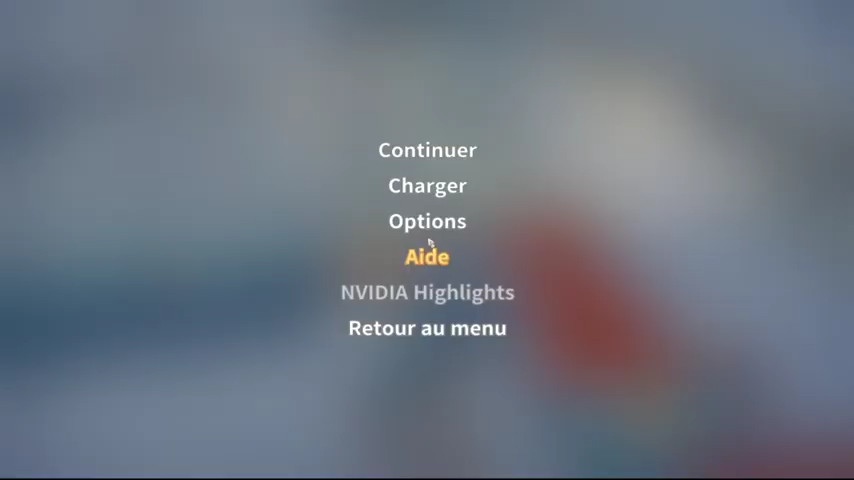 Continuer
Charger
Options
Aide
NVIDIA Highlights
Retour au menu